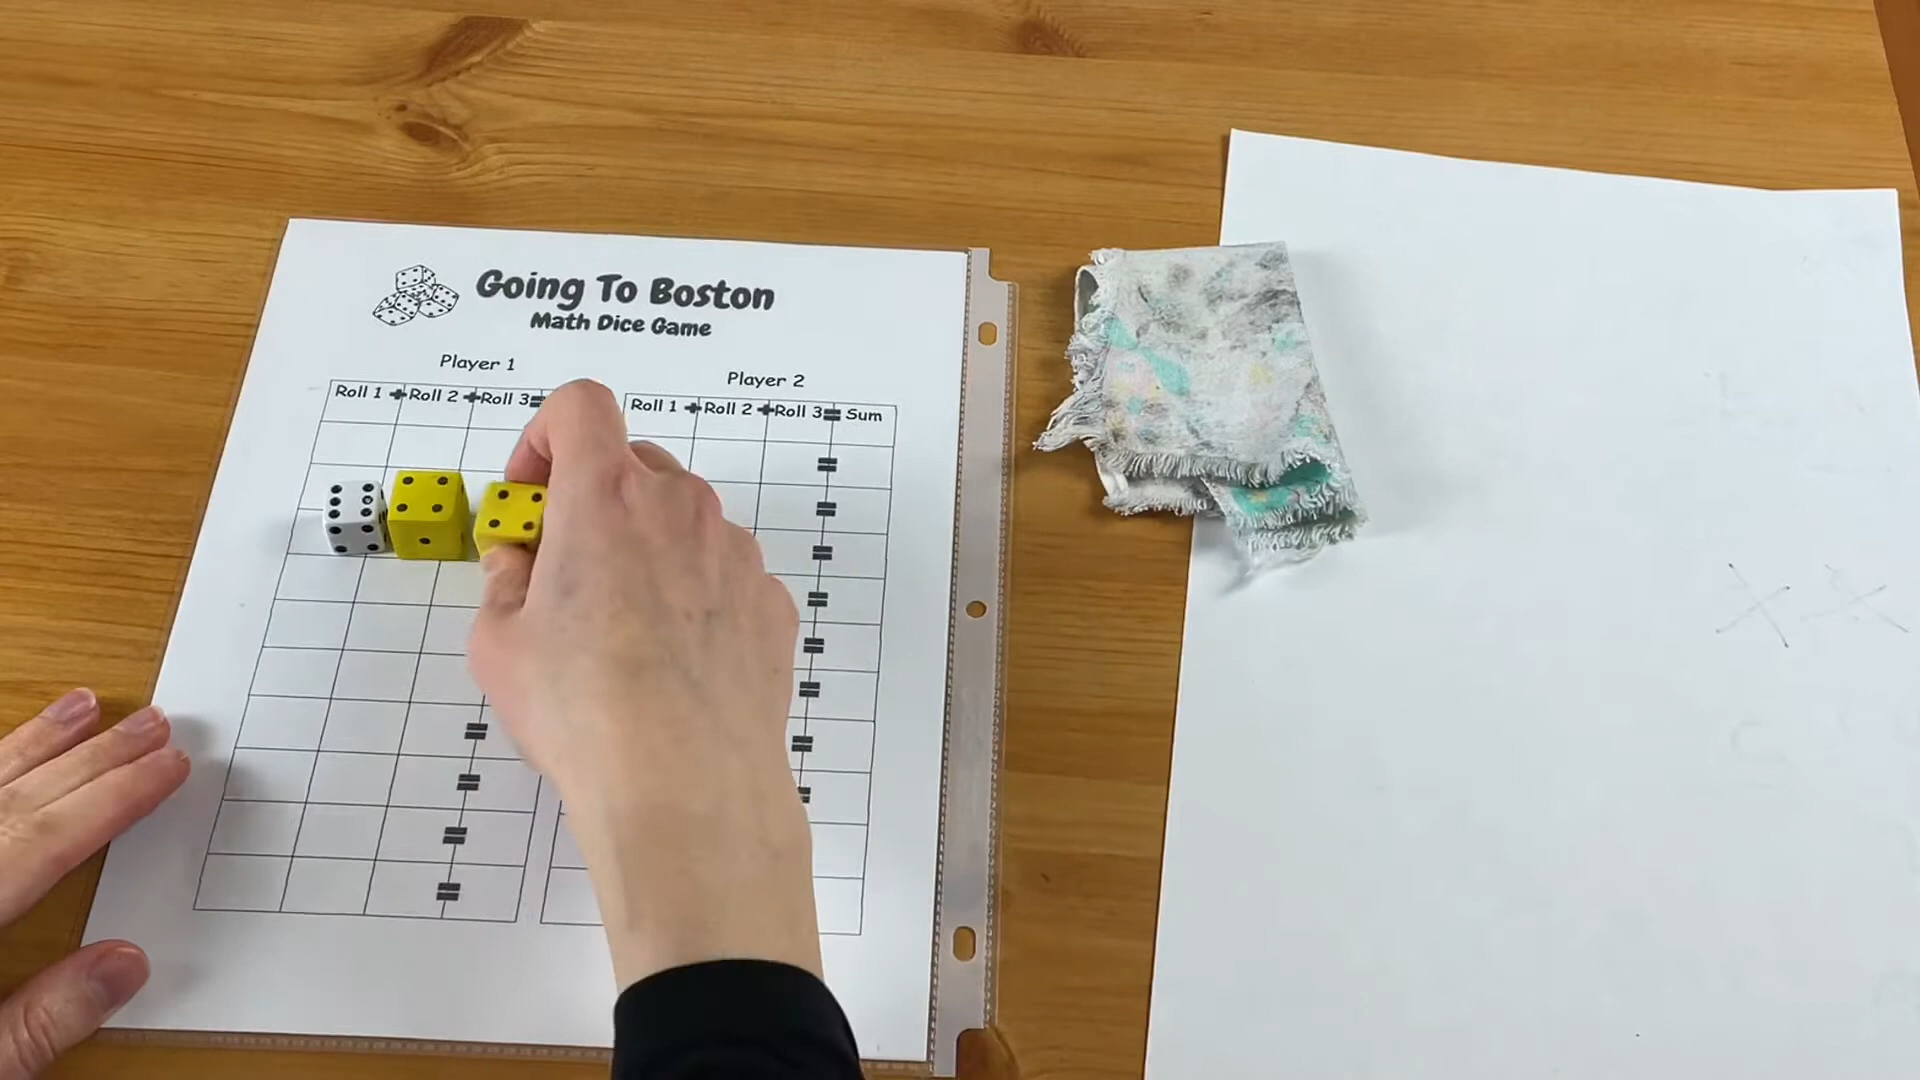 Going To Boston
Math Dice Game
Player 1
Player 2
Roll 1 + Roll 2 + Roll 3 =
Roll 1 + Roll 2 + Roll 3 = Sum
=
=
=
=
=
=
=
=
=
=
=
=